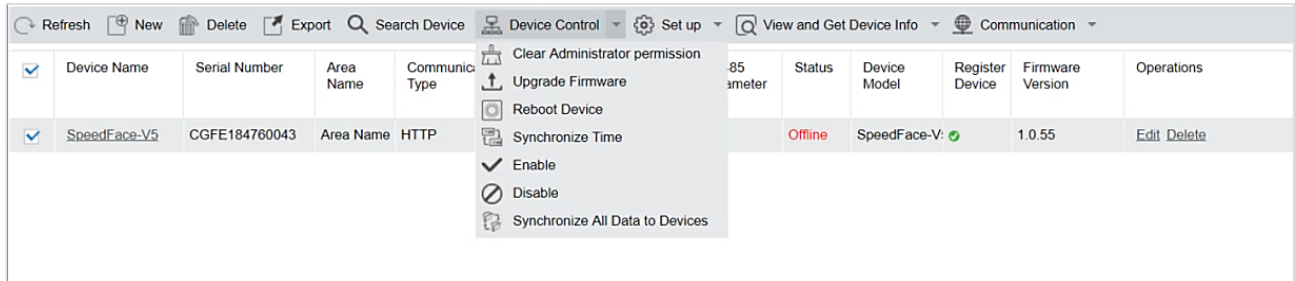 Refresh New Delete Export Search Device Device Control Set up View and Get Device Info Communication
Device Name Serial Number Area Name Communica Type -85 ameter Status Device Model Register Device Firmware Version Operations
SpeedFace-V5 CGFE184760043 Area Name HTTP Offline SpeedFace-V: 1.0.55 Edit Delete
Clear Administrator permission
Upgrade Firmware
Reboot Device
Synchronize Time
Enable
Disable
Synchronize All Data to Devices